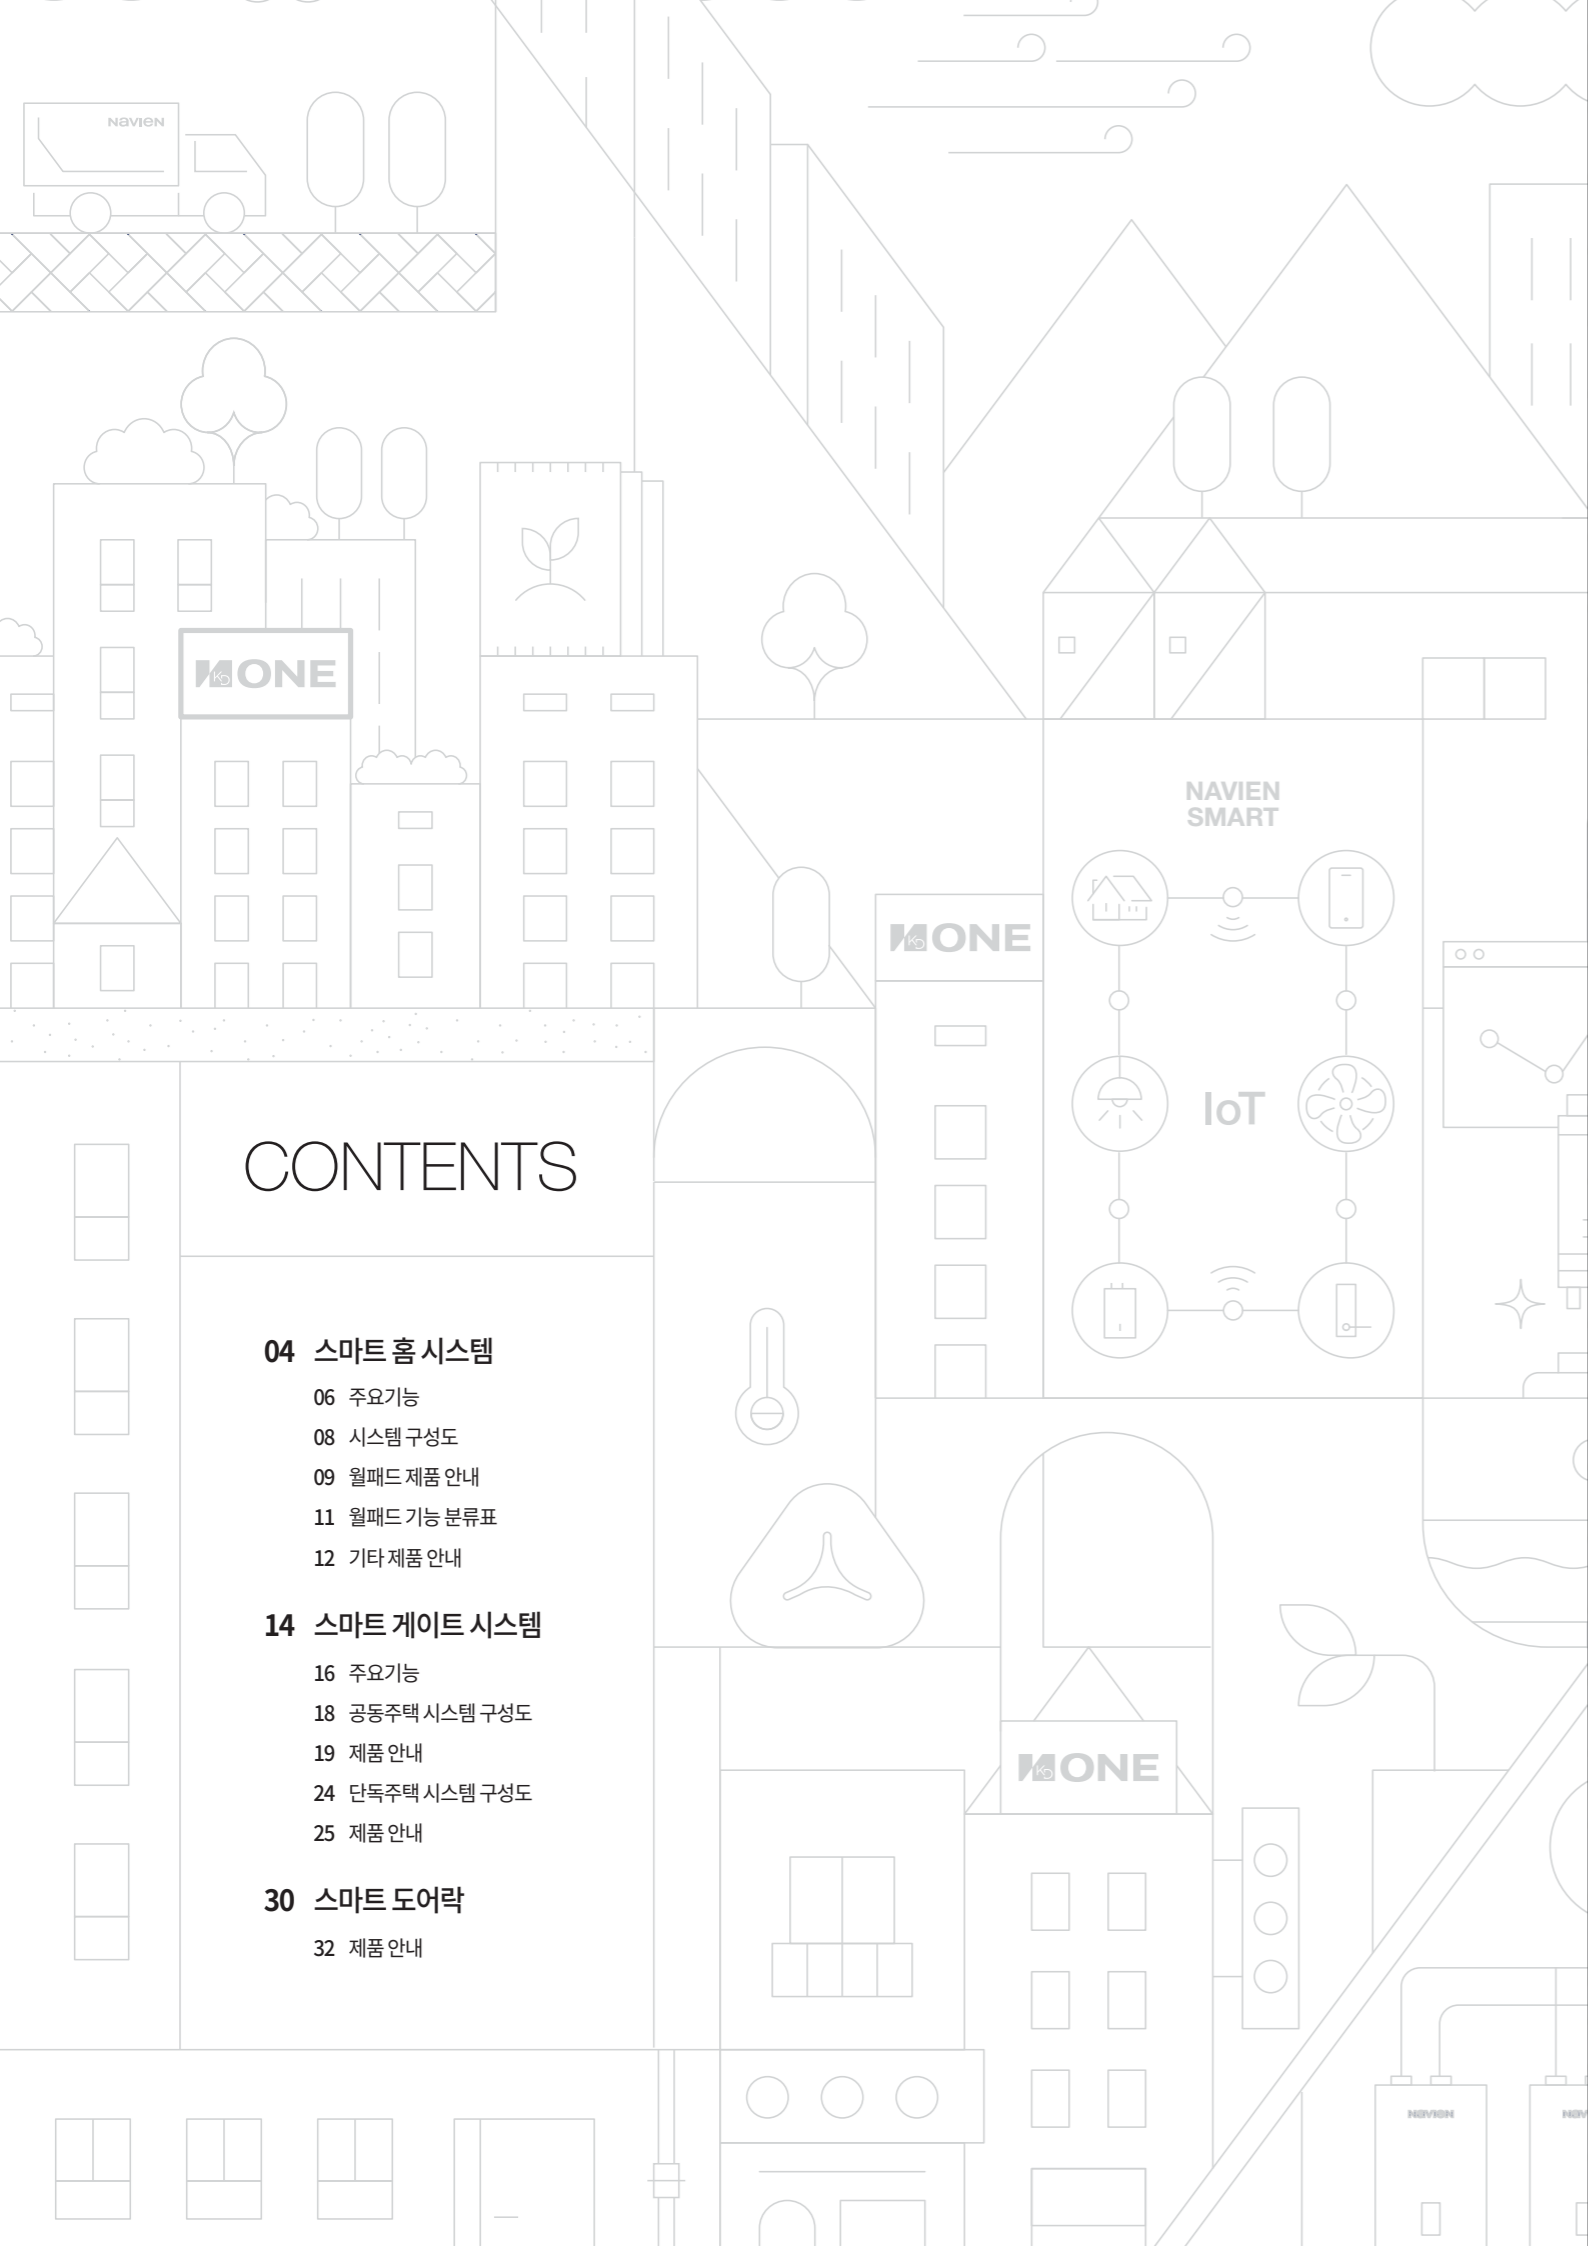 NAVIEN
ONE
NAVIEN
SMART
ONE
IoT
CONTENTS
04 스마트 홈 시스템
06 주요기능
08 시스템 구성도
09 월패드 제품 안내
11 월패드 기능 분류표
12 기타 제품 안내
14 스마트 게이트 시스템
16 주요기능
18 공동주택 시스템 구성도
19 제품 안내
24 단독주택 시스템 구성도
25 제품 안내
30 스마트 도어락
32 제품 안내
ONE
NAVIEN